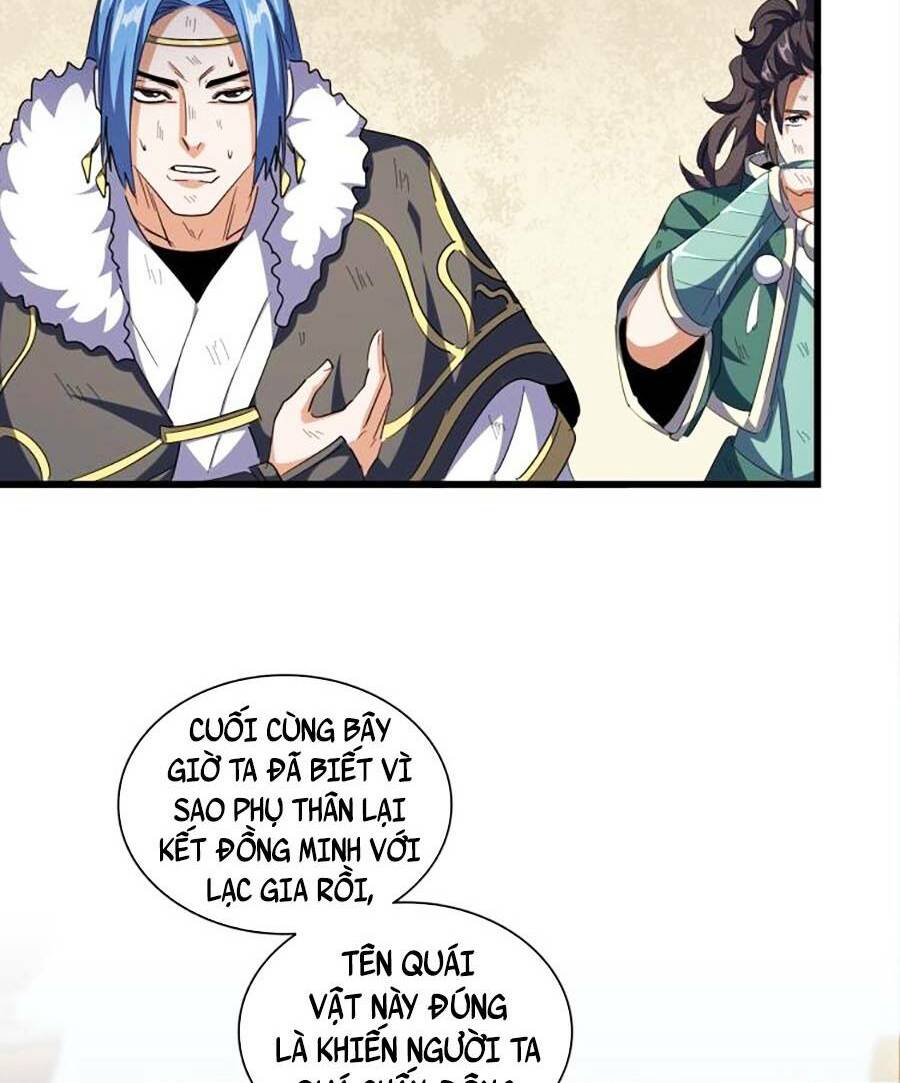 CUỐI CÙNG BÂY
GIỜ TA ĐÃ BIẾT VÌ
SAO PHỤ THÂN LẠI
KẾT ĐỒNG MINH VỚI
LẠC GIA RỒI,
TÊN QUÁI
VẬT NÀY ĐÚNG
LÀ KHIẾN NGƯỜI TA